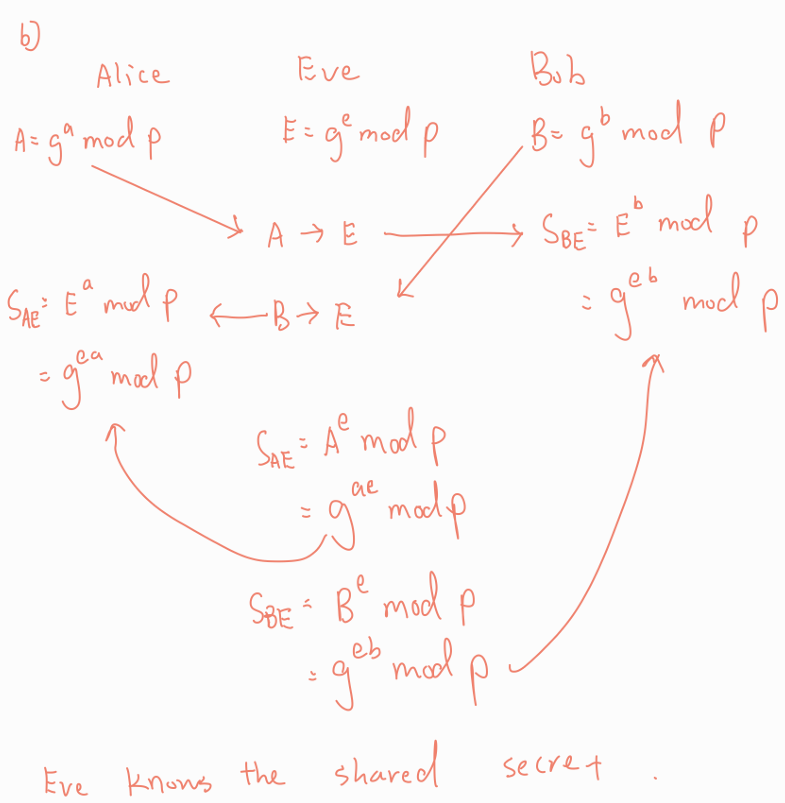 b)
Alice Eve Bob
A = g^a mod p E = g^e mod p B = g^b mod p
A → E S_BE = E^b mod p
S_AE = E^a mod p ← B → E = g^eb mod p
= g^ea mod p
S_AE = A^e mod p
= g^ae mod p
S_BE = B^e mod p
= g^eb mod p
Eve knows the shared secret .